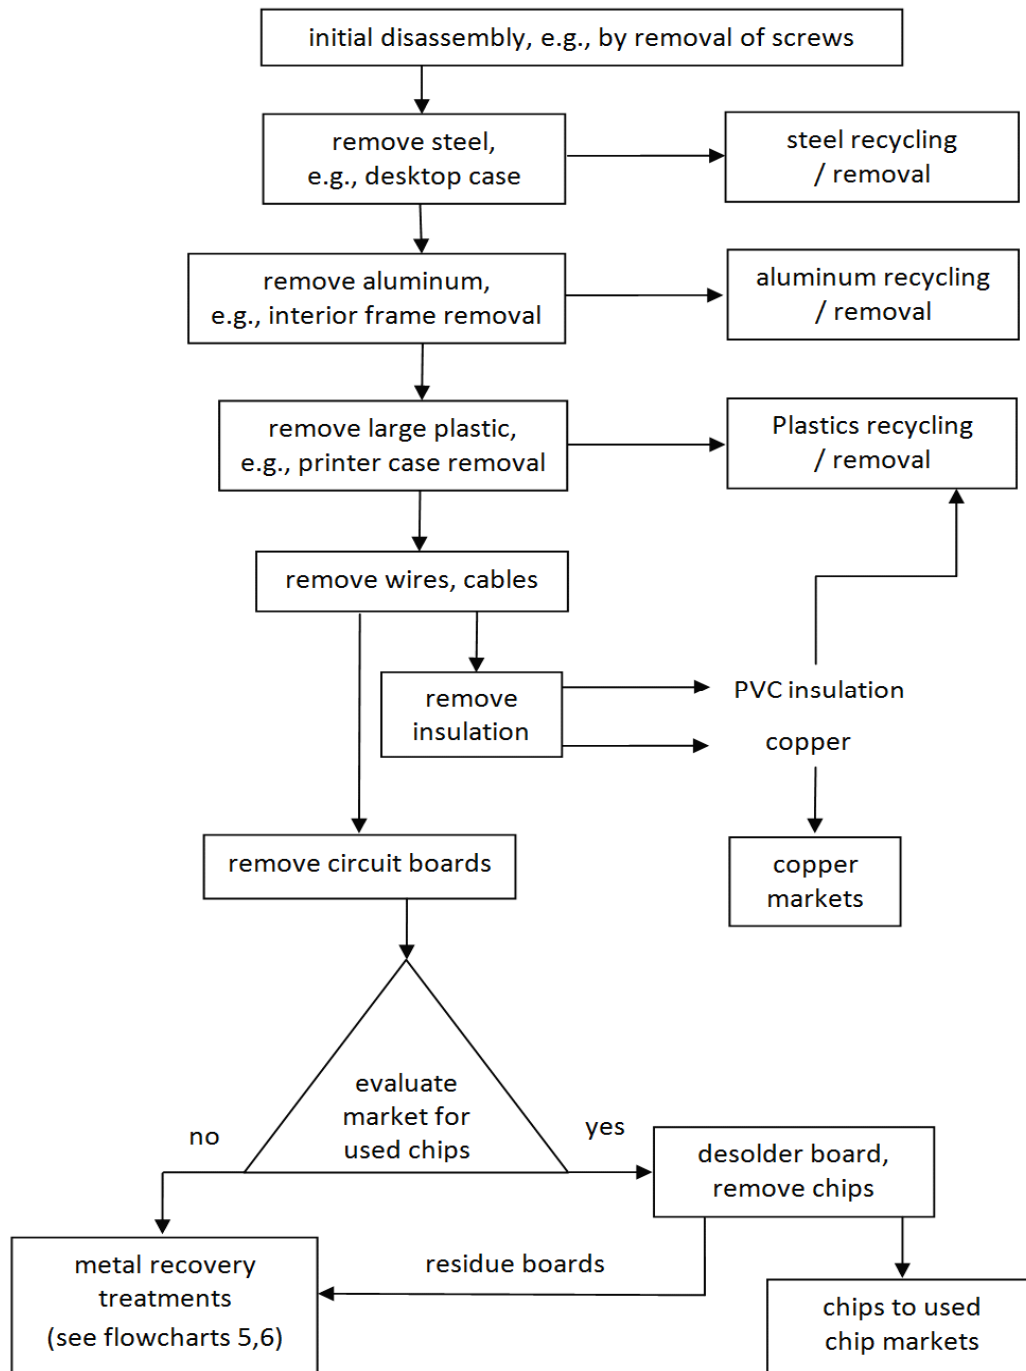 initial disassembly, e.g., by removal of screws
remove steel,
e.g., desktop case
steel recycling
/ removal
remove aluminum,
e.g., interior frame removal
aluminum recycling
/ removal
remove large plastic,
e.g., printer case removal
Plastics recycling
/ removal
remove wires, cables
remove
insulation
PVC insulation
copper
remove circuit boards
copper
markets
evaluate
market for
used chips
no
yes
desolder board,
remove chips
metal recovery
treatments
(see flowcharts 5,6)
residue boards
chips to used
chip markets